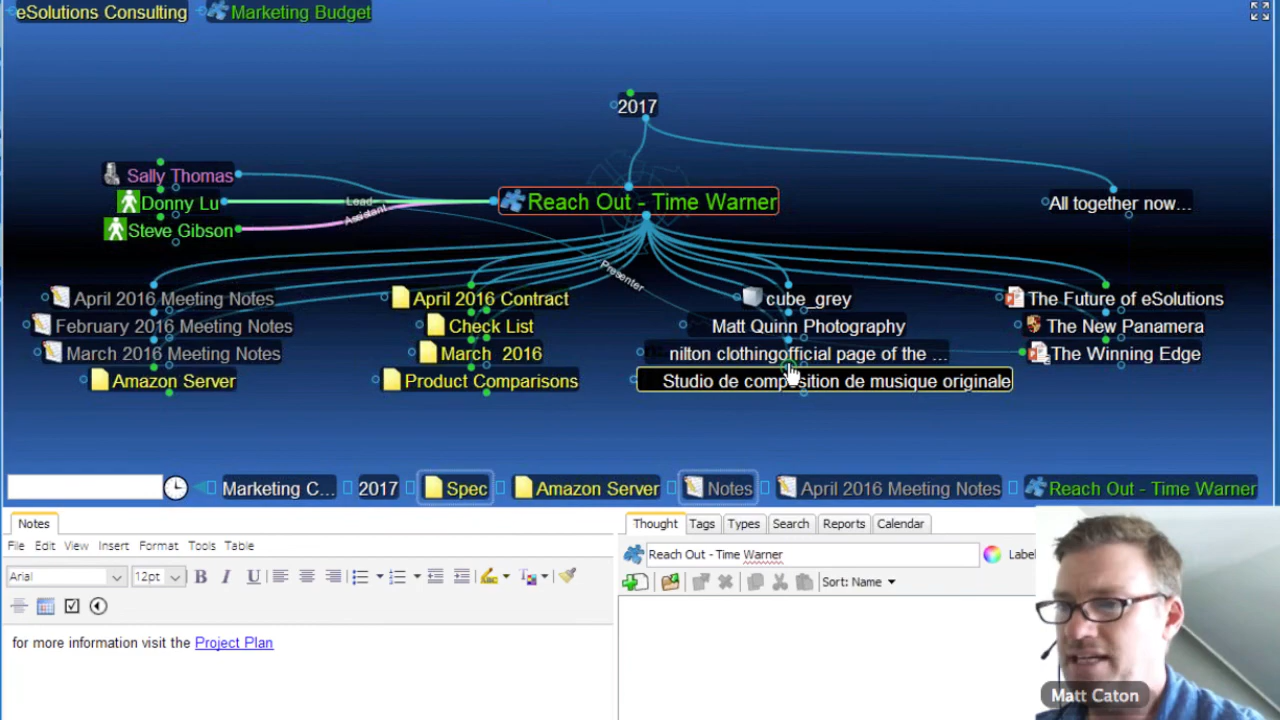 eSolutions Consulting Marketing Budget
2017
Sally Thomas
Donny Lu
Steve Gibson
Lead
Assistant
Reach Out - Time Warner
All together now...
Presenter
April 2016 Meeting Notes
February 2016 Meeting Notes
March 2016 Meeting Notes
Amazon Server
April 2016 Contract
Check List
March 2016
Product Comparisons
cube_grey
Matt Quinn Photography
nilton clothingofficial page of the ...
Studio de composition de musique originale
The Future of eSolutions
The New Panamera
The Winning Edge
Marketing C... 2017 Spec Amazon Server Notes April 2016 Meeting Notes Reach Out - Time Warner
Notes
File Edit View Insert Format Tools Table
Arial 12pt B I U
for more information visit the Project Plan
Thought Tags Types Search Reports Calendar
Reach Out - Time Warner Label
Sort: Name
Matt Caton